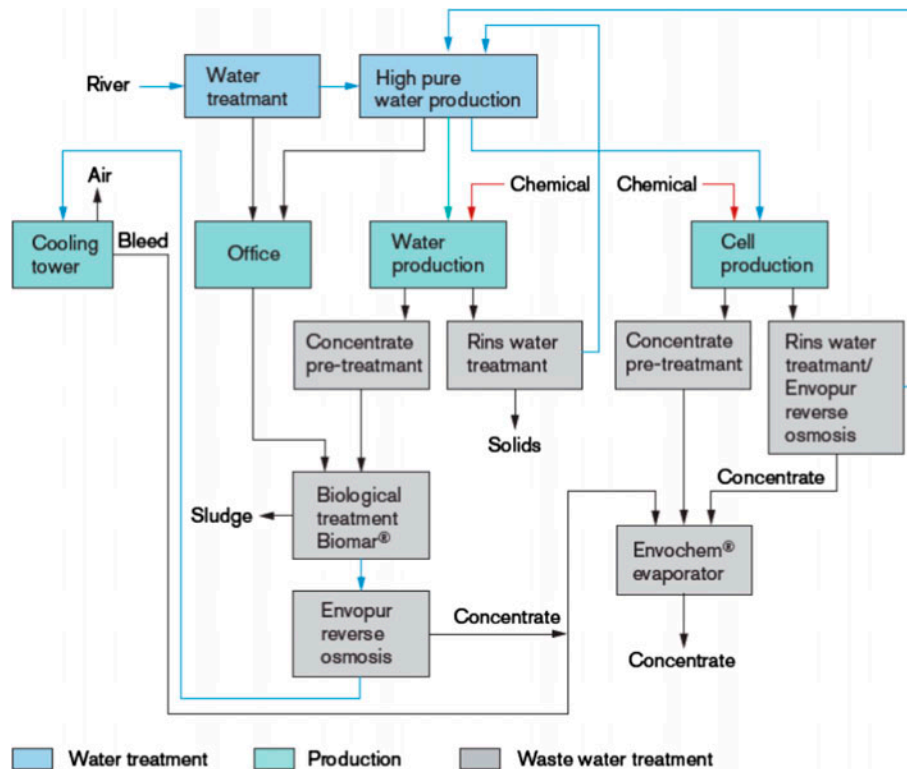 River
Water
treatmant
High pure
water production
Air
Chemical
Chemical
Cooling
tower
Bleed
Office
Water
production
Cell
production
Concentrate
pre-treatmant
Rins water
treatmant
Concentrate
pre-treatmant
Rins water
treatmant/
Envopur
reverse
osmosis
Solids
Concentrate
Sludge
Biological
treatment
Biomar®
Envochem®
evaporator
Envopur
reverse
osmosis
Concentrate
Concentrate
Water treatment
Production
Waste water treatment